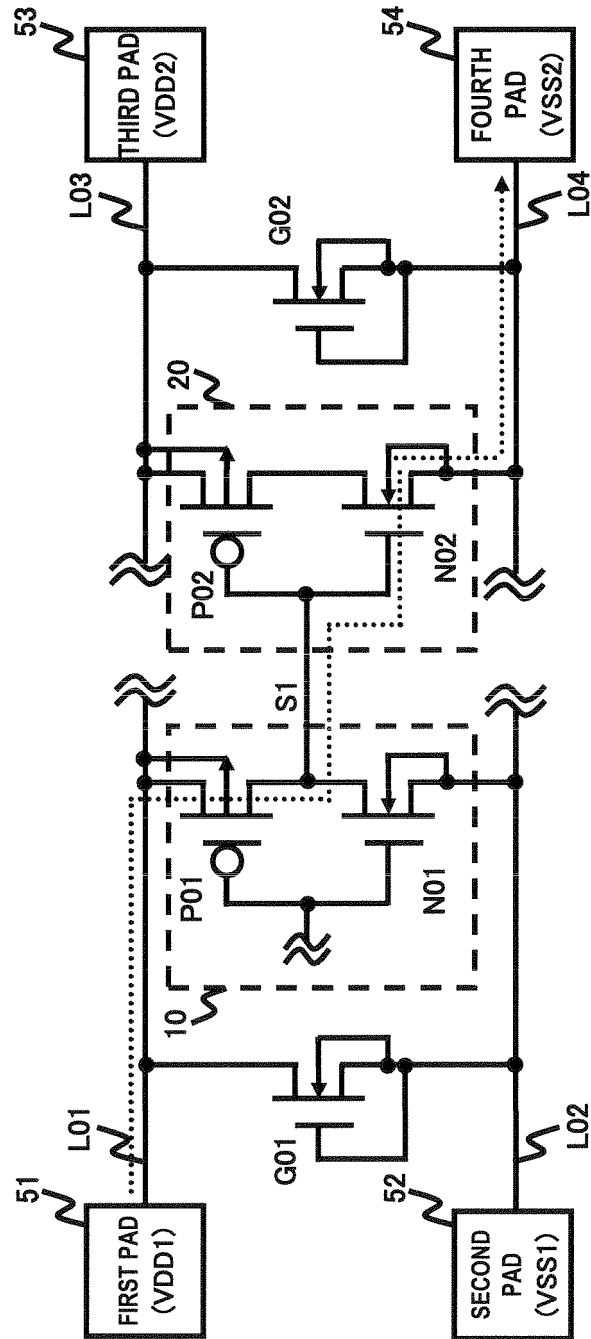 51
FIRST PAD
(VDD1)
L01
G01
10
P01
N01
S1
20
P02
N02
G02
L03
53
THIRD PAD
(VDD2)
52
SECOND
PAD
(VSS1)
L02
54
FOURTH
PAD
(VSS2)
L04